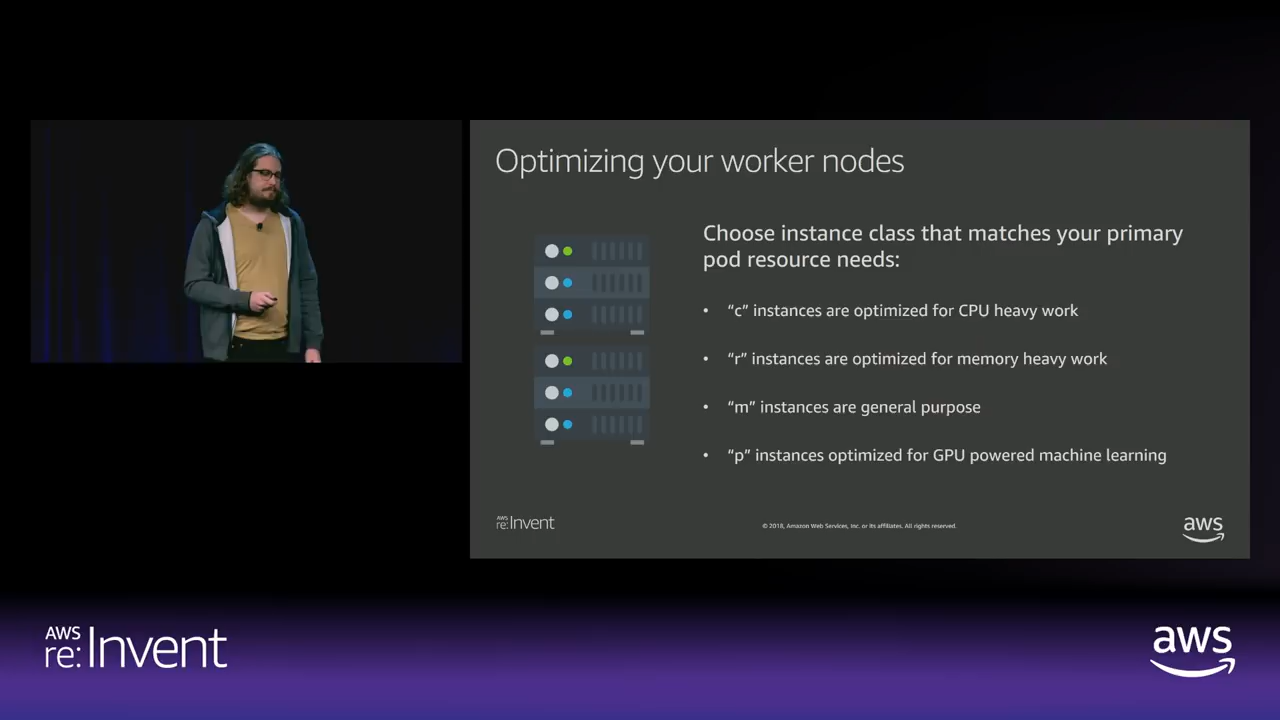 Optimizing your worker nodes
Choose instance class that matches your primary
pod resource needs:
• “c” instances are optimized for CPU heavy work
• “r” instances are optimized for memory heavy work
• “m” instances are general purpose
• “p” instances optimized for GPU powered machine learning
AWS
re:Invent
© 2018, Amazon Web Services, Inc. or its affiliates. All rights reserved.
aws
AWS
re:Invent
aws